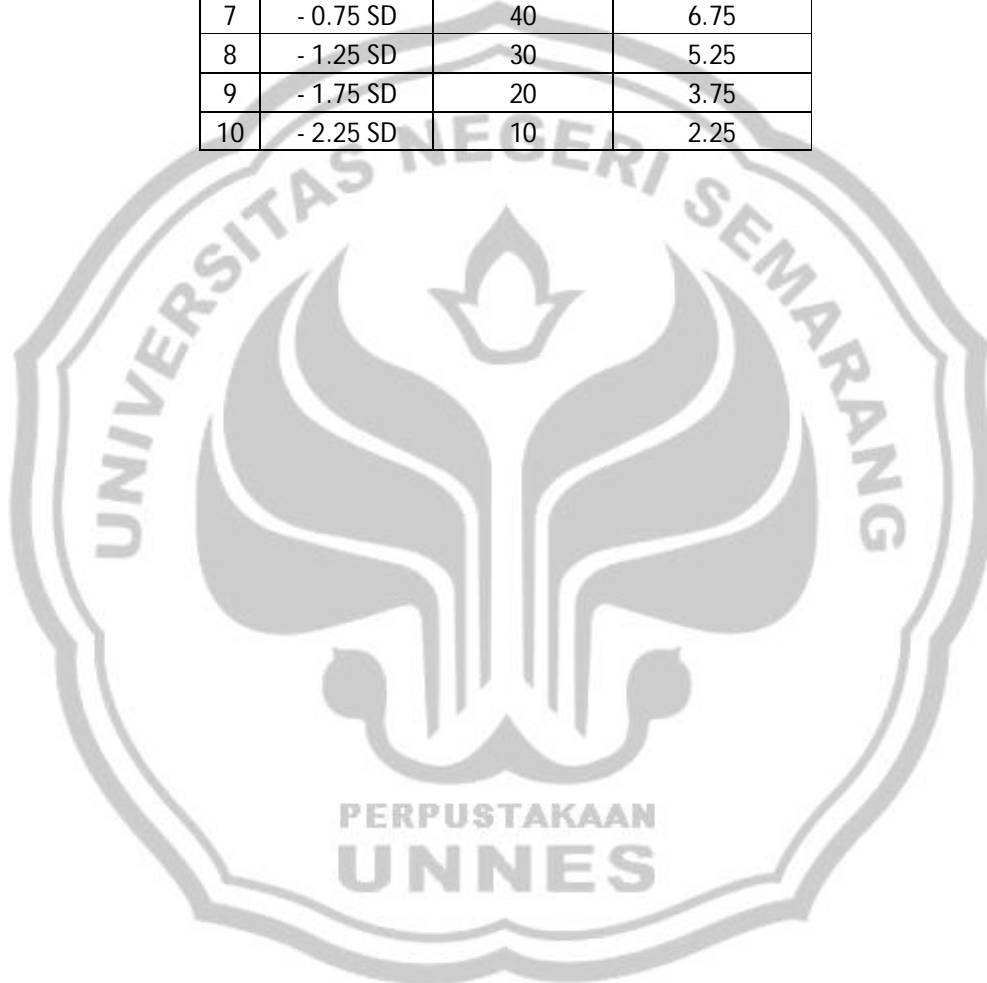 7 - 0.75 SD 40 6.75
8 - 1.25 SD 30 5.25
9 - 1.75 SD 20 3.75
10 - 2.25 SD 10 2.25
UNIVERSITAS NEGERI SEMARANG
PERPUSTAKAAN
UNNES